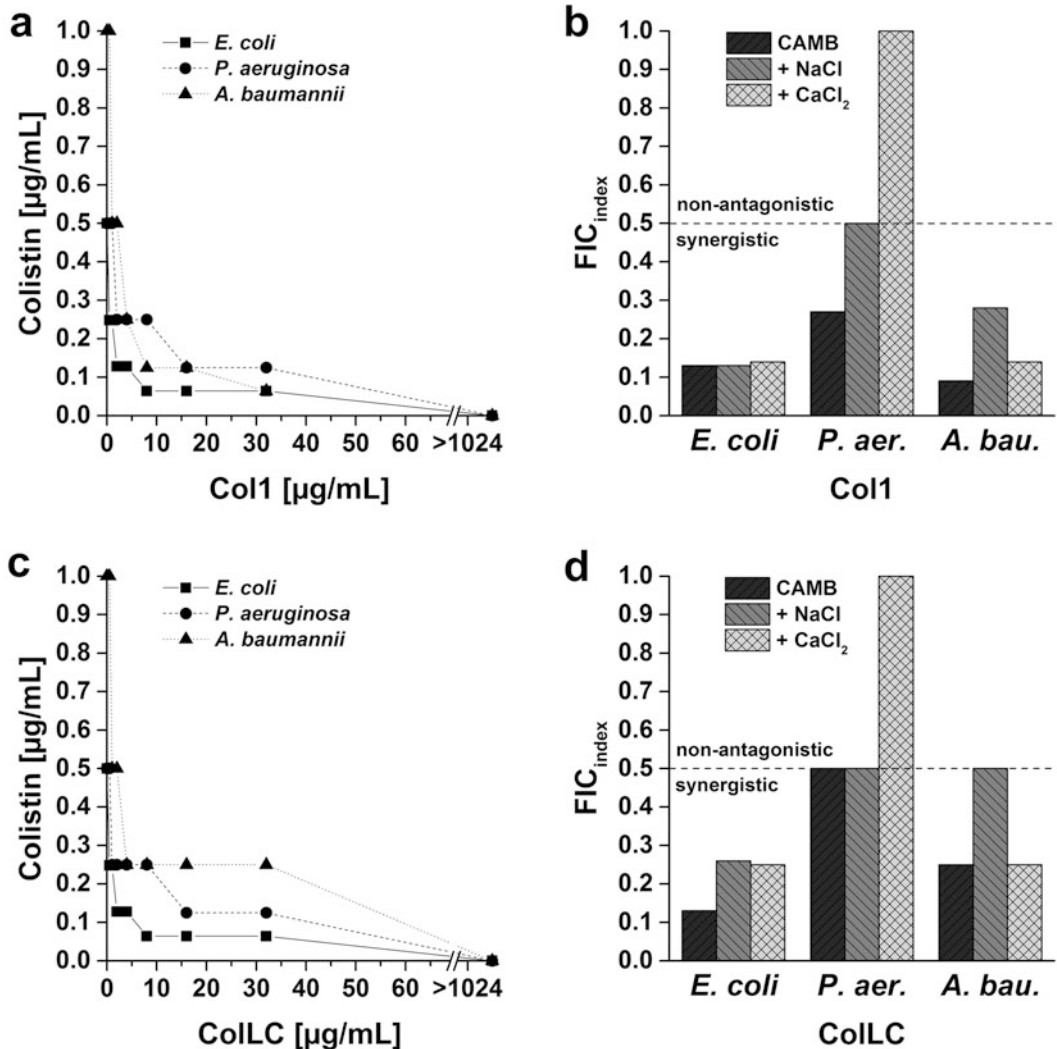 a
1.0
0.9
0.8
0.7
0.6
0.5
0.4
0.3
0.2
0.1
0.0
Colistin [µg/mL]
E. coli
P. aeruginosa
A. baumannii
0 10 20 30 40 50 60 >1024
Col1 [µg/mL]
b
1.0
0.9
0.8
0.7
0.6
0.5
0.4
0.3
0.2
0.1
0.0
FICindex
CAMB
+ NaCl
+ CaCl2
non-antagonistic
synergistic
E. coli P. aer. A. bau.
Col1
c
1.0
0.9
0.8
0.7
0.6
0.5
0.4
0.3
0.2
0.1
0.0
Colistin [µg/mL]
E. coli
P. aeruginosa
A. baumannii
0 10 20 30 40 50 60 >1024
ColLC [µg/mL]
d
1.0
0.9
0.8
0.7
0.6
0.5
0.4
0.3
0.2
0.1
0.0
FICindex
CAMB
+ NaCl
+ CaCl2
non-antagonistic
synergistic
E. coli P. aer. A. bau.
ColLC